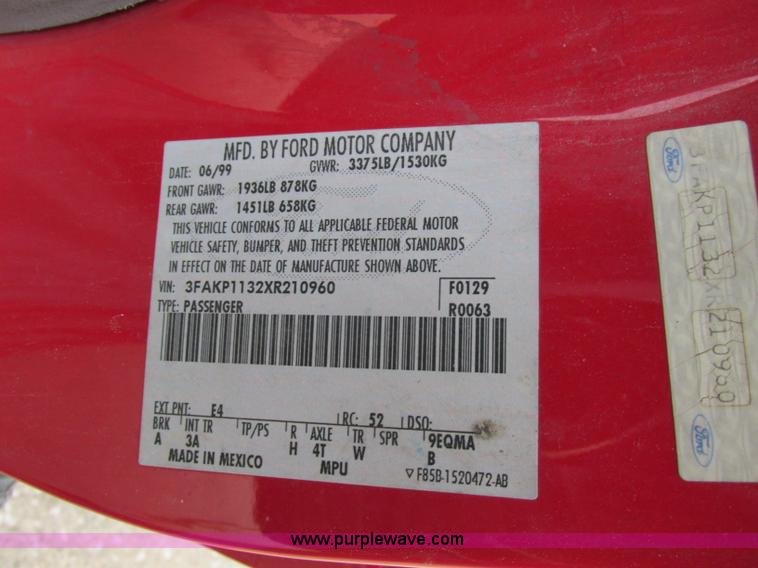 MFD. BY FORD MOTOR COMPANY
DATE: 06/99 GVWR: 3375LB/1530KG
FRONT GAWR: 1936LB 878KG
REAR GAWR: 1451LB 658KG
THIS VEHICLE CONFORMS TO ALL APPLICABLE FEDERAL MOTOR
VEHICLE SAFETY, BUMPER, AND THEFT PREVENTION STANDARDS
IN EFFECT ON THE DATE OF MANUFACTURE SHOWN ABOVE.
VIN: 3FAKP1132XR210960 F0129
TYPE: PASSENGER R0063
EXT PNT: E4 RC: 52 DSO:
BRK INT TR TP/PS R AXLE TR SPR 9EQMA
A 3A H 4T W B
MADE IN MEXICO MPU ▽ F85B-1520472-AB
Ford
3FAKP1132XR210960
Ford
www.purplewave.com